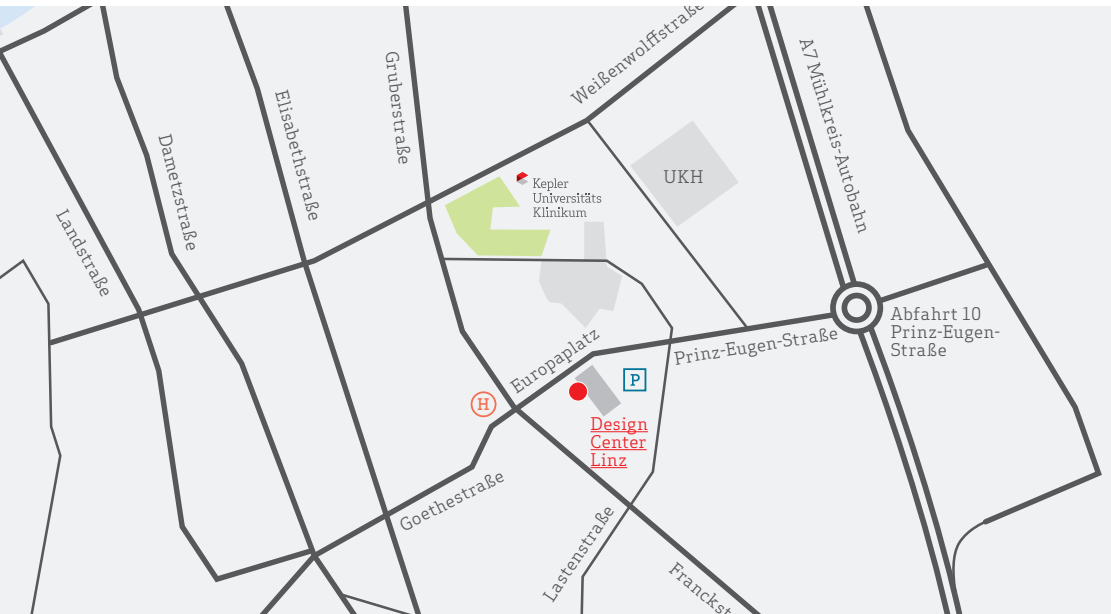 Weißenwolffstraße
A7 Mühlkreis-Autobahn
Gruberstraße
Elisabethstraße
Dametzstraße
Landstraße
UKH
Kepler
Universitäts
Klinikum
Abfahrt 10
Prinz-Eugen-
Straße
Prinz-Eugen-Straße
Europaplatz
P
H
Design
Center
Linz
Goethestraße
Lastenstraße
Franckst